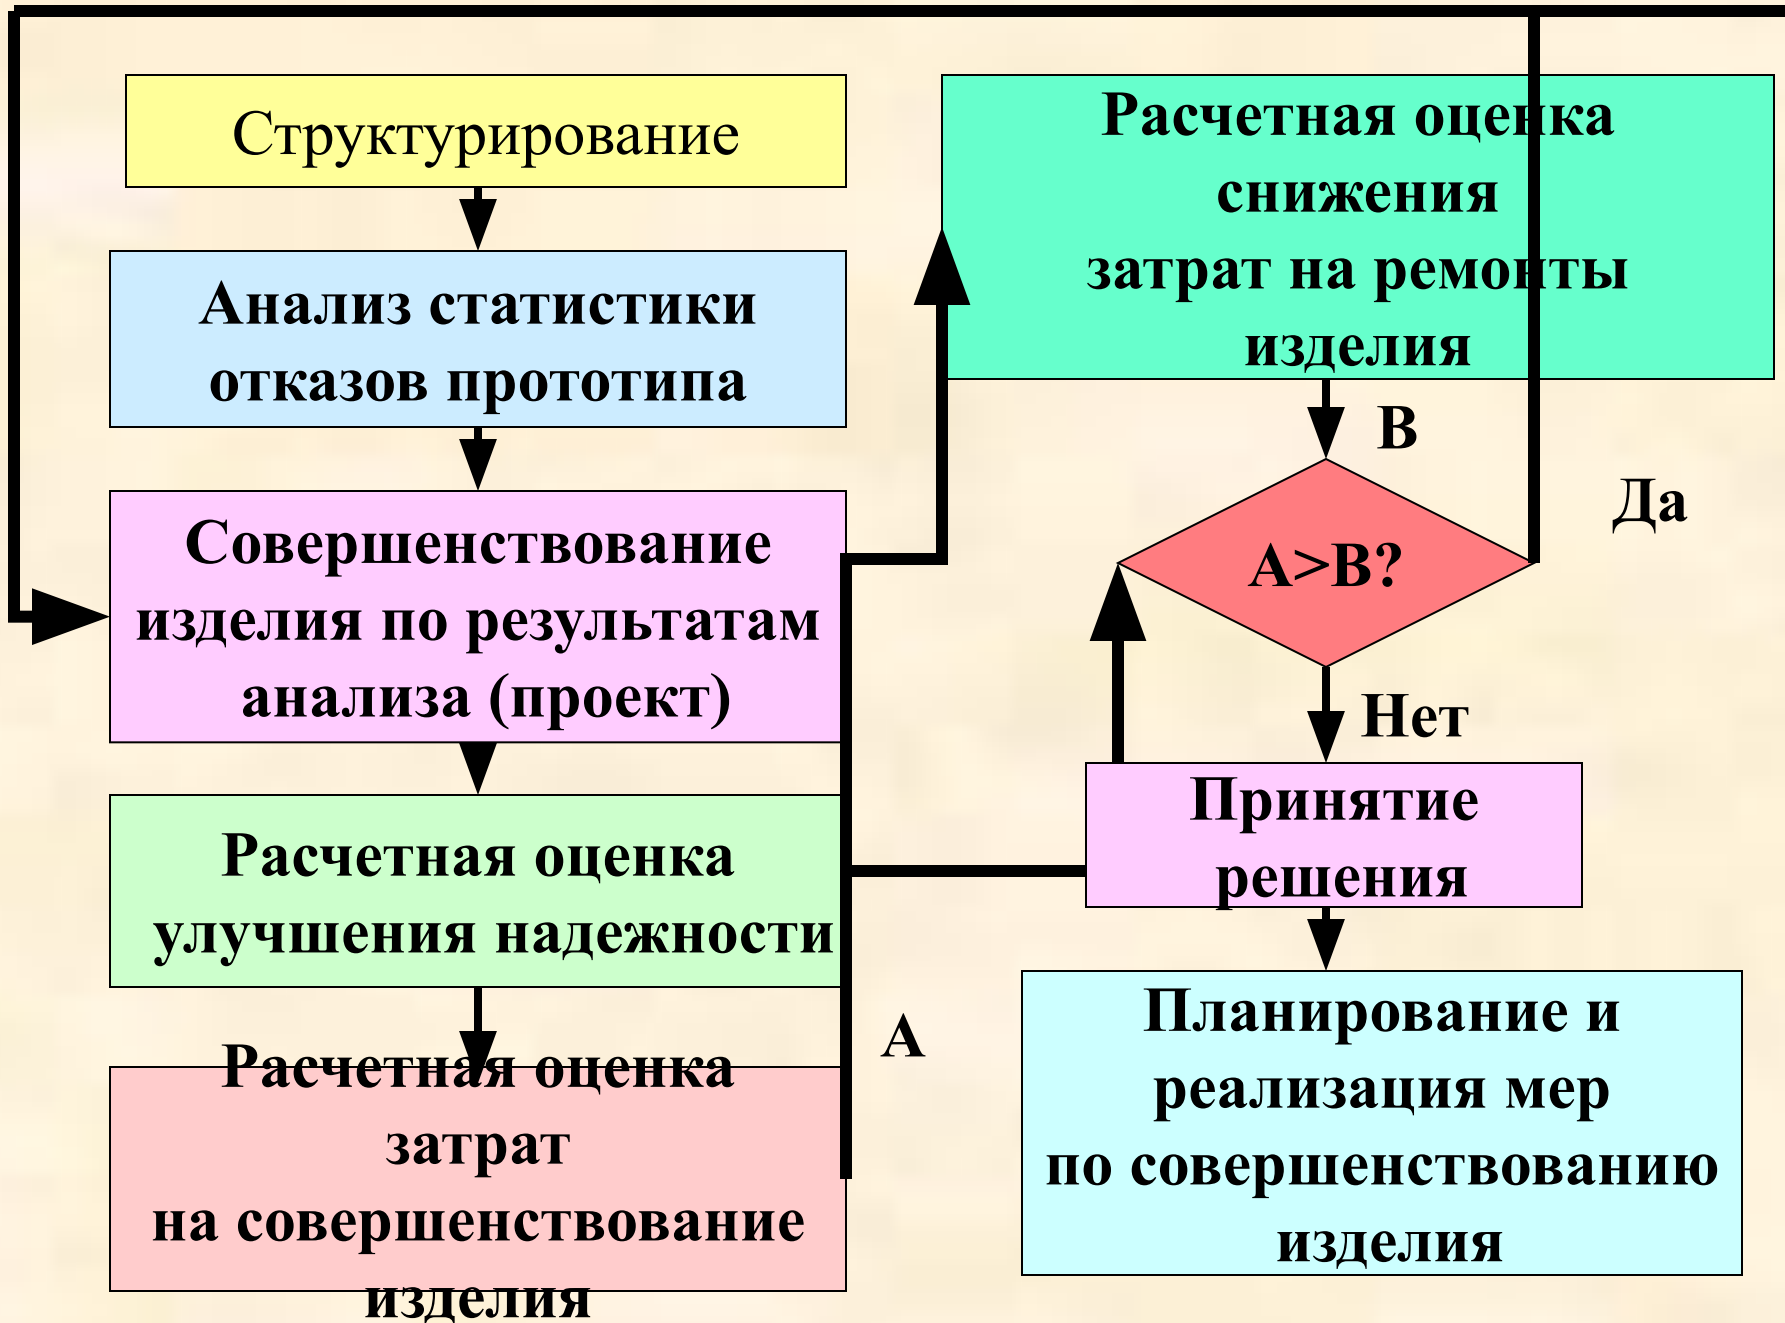 Структурирование
Анализ статистики
отказов прототипа
Совершенствование
изделия по результатам
анализа (проект)
Расчетная оценка
улучшения надежности
Расчетная оценка
затрат
на совершенствование
изделия
А
Расчетная оценка
снижения
затрат на ремонты
изделия
В
А>В?
Да
Нет
Принятие
решения
Планирование и
реализация мер
по совершенствованию
изделия